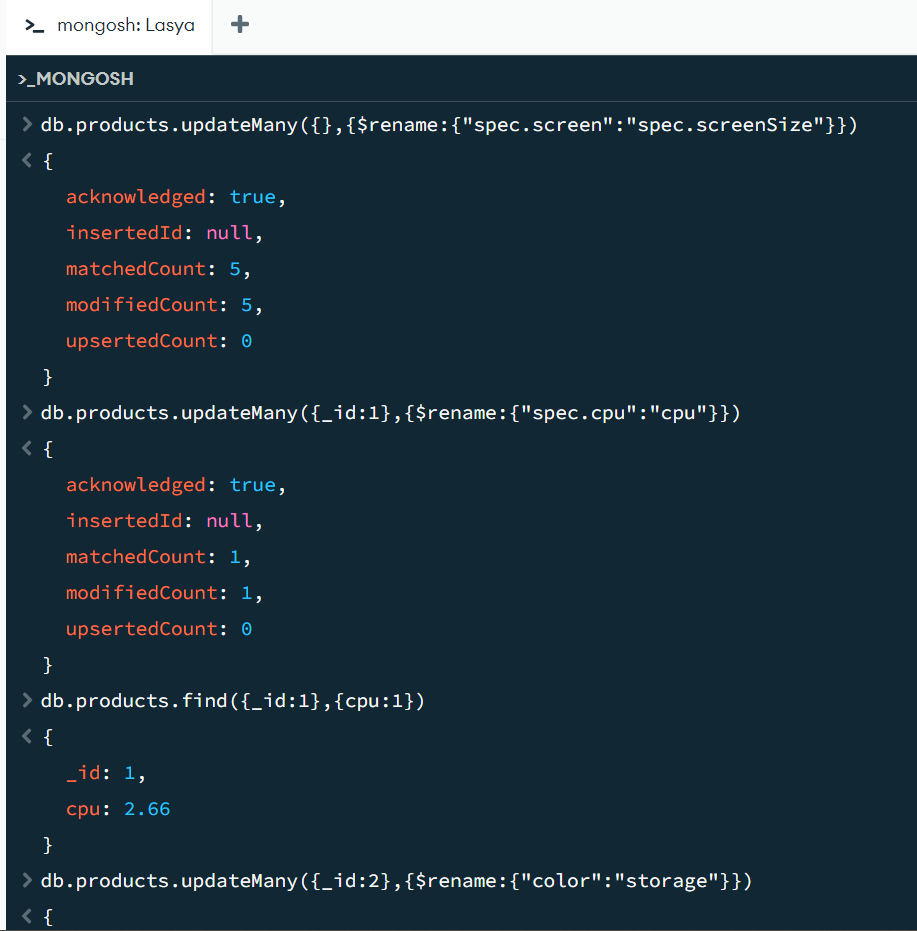 >_ mongosh: Lasya +
>_MONGOSH
> db.products.updateMany({},{$rename:{"spec.screen":"spec.screenSize"}})
< {
acknowledged: true,
insertedId: null,
matchedCount: 5,
modifiedCount: 5,
upsertedCount: 0
}
> db.products.updateMany({_id:1},{$rename:{"spec.cpu":"cpu"}})
< {
acknowledged: true,
insertedId: null,
matchedCount: 1,
modifiedCount: 1,
upsertedCount: 0
}
> db.products.find({_id:1},{cpu:1})
< {
_id: 1,
cpu: 2.66
}
> db.products.updateMany({_id:2},{$rename:{"color":"storage"}})
< {